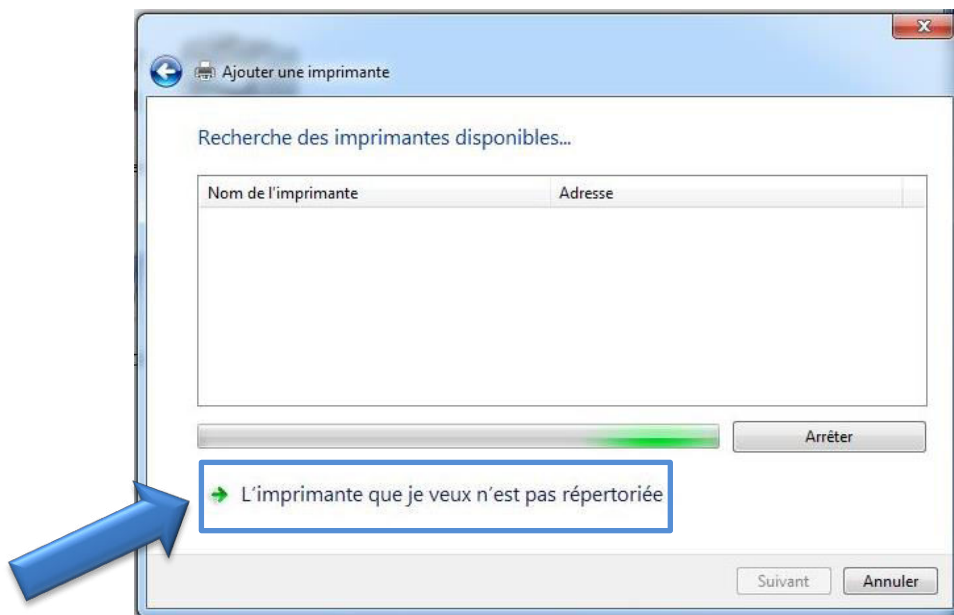 Ajouter une imprimante
Recherche des imprimantes disponibles...
Nom de l'imprimante Adresse
Arrêter
L'imprimante que je veux n'est pas répertoriée
Suivant Annuler